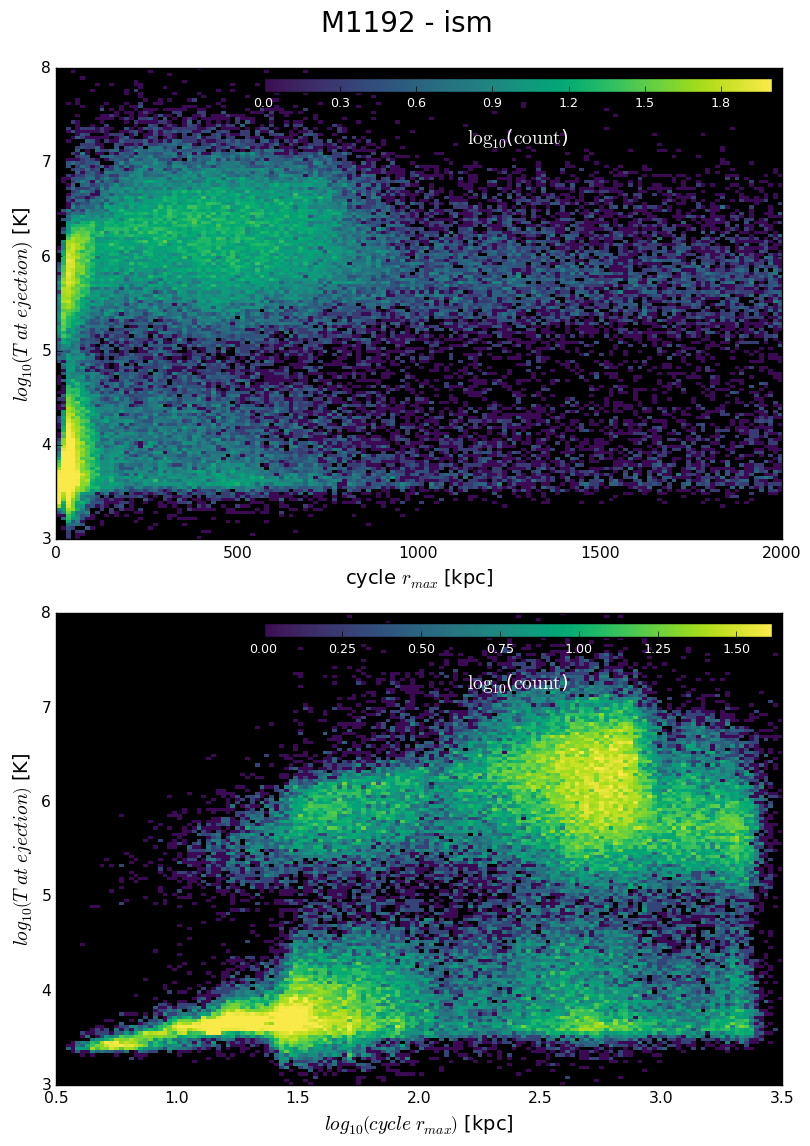 M1192 - ism
8
0.0 0.3 0.6 0.9 1.2 1.5 1.8
log10(count)
7
6
log10(T at ejection) [K]
5
4
3
0 500 1000 1500 2000
cycle rmax [kpc]
8
0.00 0.25 0.50 0.75 1.00 1.25 1.50
log10(count)
7
6
log10(T at ejection) [K]
5
4
3
0.5 1.0 1.5 2.0 2.5 3.0 3.5
log10(cycle rmax) [kpc]